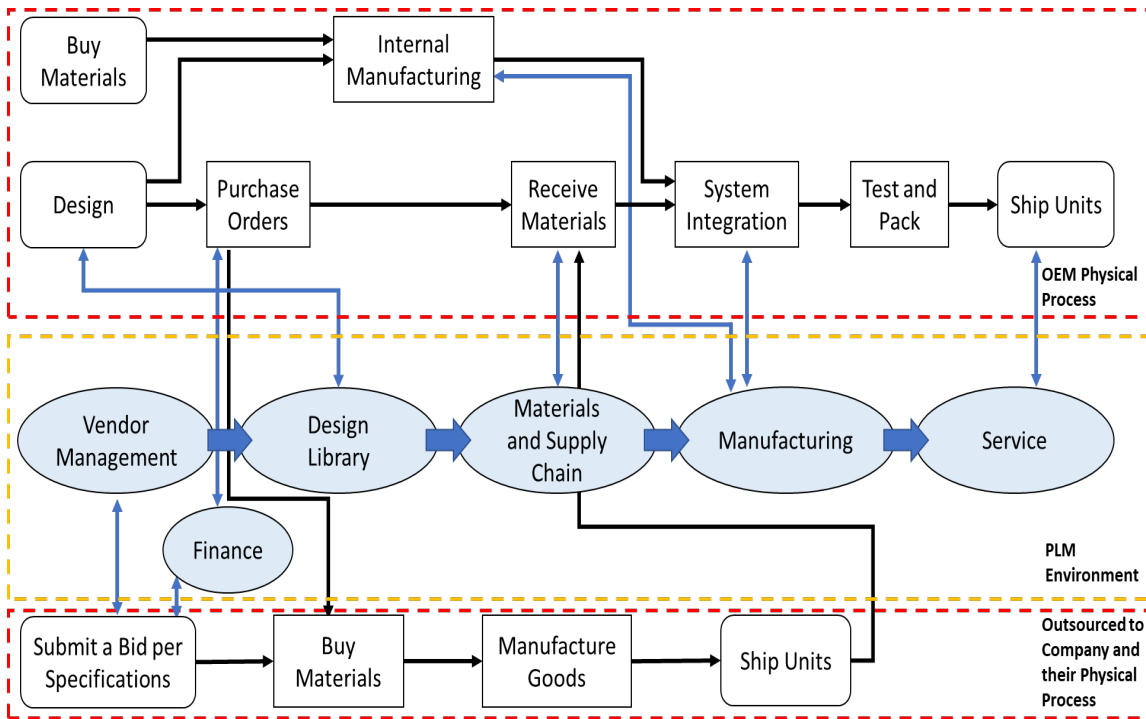 Buy
Materials
Internal
Manufacturing
Design
Purchase
Orders
Receive
Materials
System
Integration
Test and
Pack
Ship Units
OEM Physical
Process
Vendor
Management
Design
Library
Materials
and Supply
Chain
Manufacturing
Service
Finance
PLM
Environment
Submit a Bid per
Specifications
Buy
Materials
Manufacture
Goods
Ship Units
Outsourced to
Company and
their Physical
Process